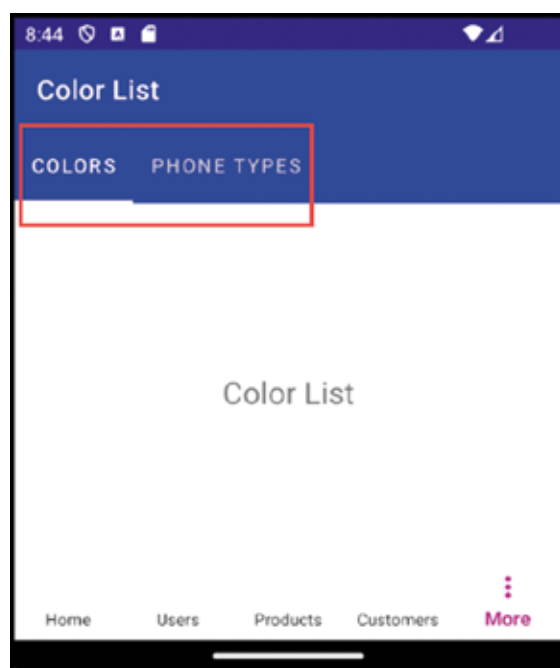 8:44
Color List
COLORS PHONE TYPES
Color List
Home Users Products Customers More